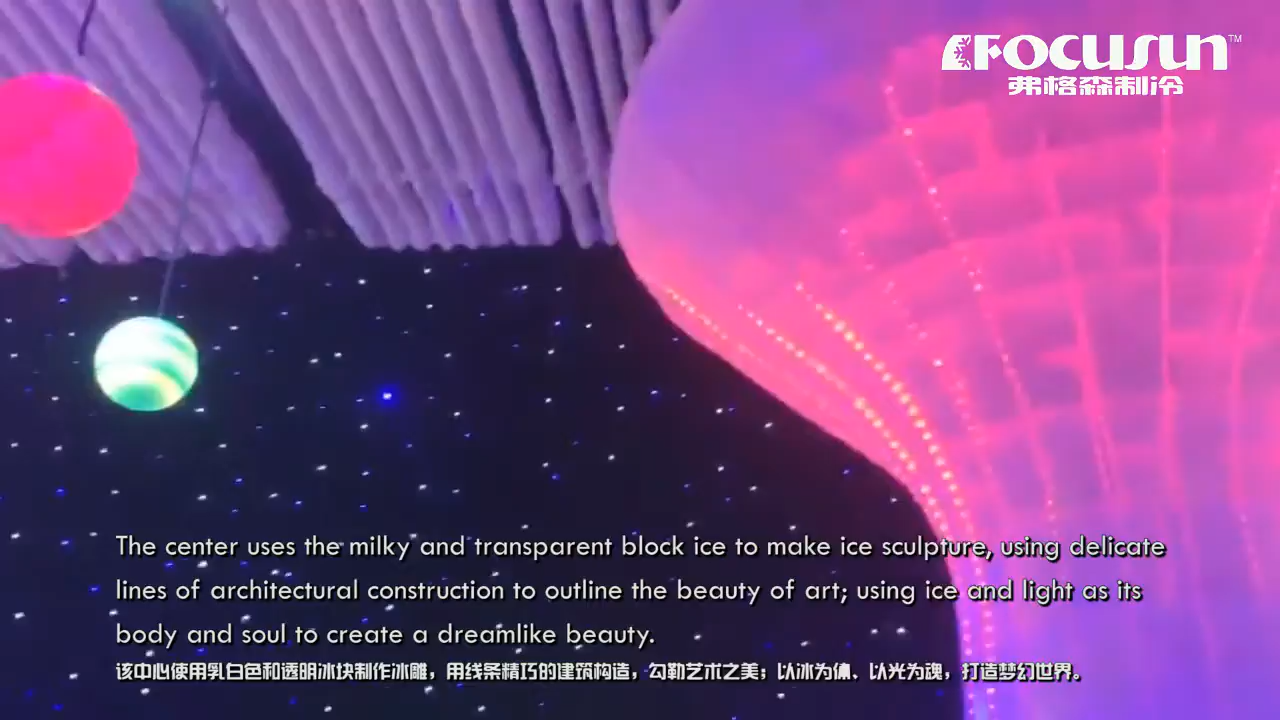 FOCUSUN™
弗格森制冷
The center uses the milky and transparent block ice to make ice sculpture, using delicate
lines of architectural construction to outline the beauty of art; using ice and light as its
body and soul to create a dreamlike beauty.
该中心使用乳白色和透明冰块制作冰雕，用线条精巧的建筑构造，勾勒艺术之美；以冰为体、以光为魂，打造梦幻世界。